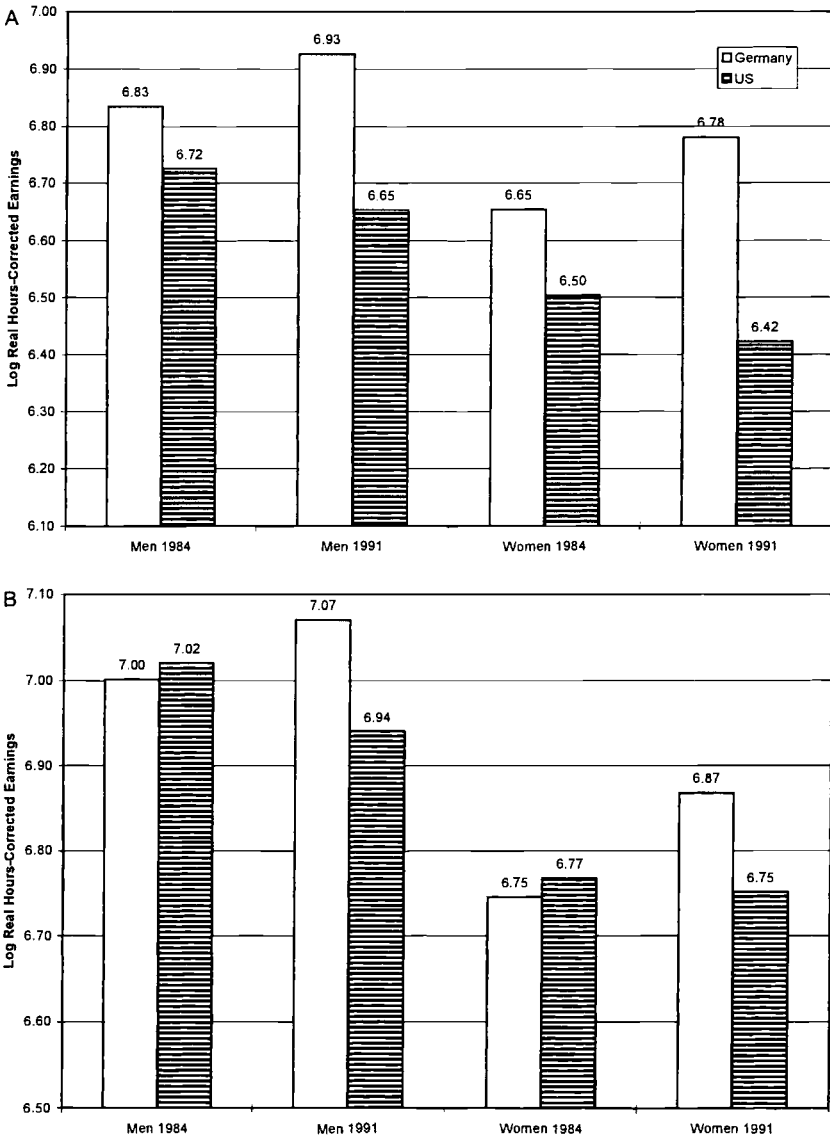 A
7.00
6.90
6.80
6.70
6.60
6.50
6.40
6.30
6.20
6.10
Log Real Hours-Corrected Earnings
6.83
6.72
6.93
6.65
6.65
6.50
6.78
6.42
Germany
US
Men 1984
Men 1991
Women 1984
Women 1991
B
7.10
7.00
6.90
6.80
6.70
6.60
6.50
Log Real Hours-Corrected Earnings
7.00
7.02
7.07
6.94
6.75
6.77
6.87
6.75
Men 1984
Men 1991
Women 1984
Women 1991